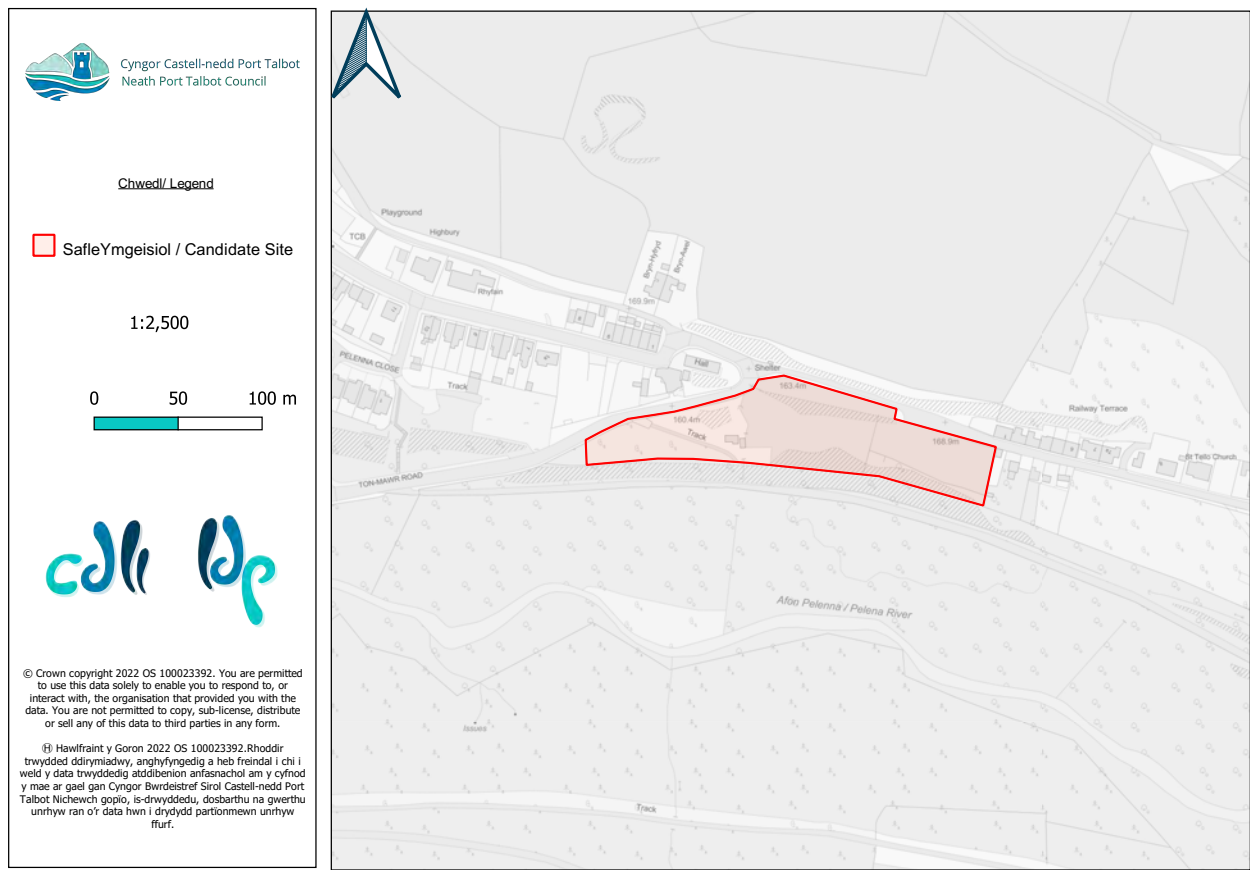 Cyngor Castell-nedd Port Talbot
Neath Port Talbot Council
Chwedl/ Legend
SafleYmgeisiol / Candidate Site
1:2,500
0 50 100 m
cdll ldp
© Crown copyright 2022 OS 100023392. You are permitted
to use this data solely to enable you to respond to, or
interact with, the organisation that provided you with the
data. You are not permitted to copy, sub-license, distribute
or sell any of this data to third parties in any form.
Ⓗ Hawlfraint y Goron 2022 OS 100023392.Rhoddir
trwydded ddirymiadwy, anghyfyngedig a heb freindal i chi i
weld y data trwyddedig atddibenion anfasnachol am y cyfnod
y mae ar gael gan Cyngor Bwrdeistref Sirol Castell-nedd Port
Talbot Nichewch gopïo, is-drwyddedu, dosbarthu na gwerthu
unrhyw ran o'r data hwn i drydydd partïonmewn unrhyw
ffurf.
Playground
TCB
Highbury
Bryn-Hyfryd
Bryn-Awel
Rhyfain
169.9m
PELENNA CLOSE
Hall
Shelter
Track
163.4m
160.4m
Track
Railway Terrace
166.9m
St Teilo Church
TON-MAWR ROAD
Afon Pelenna / Pelena River
Issues
Track